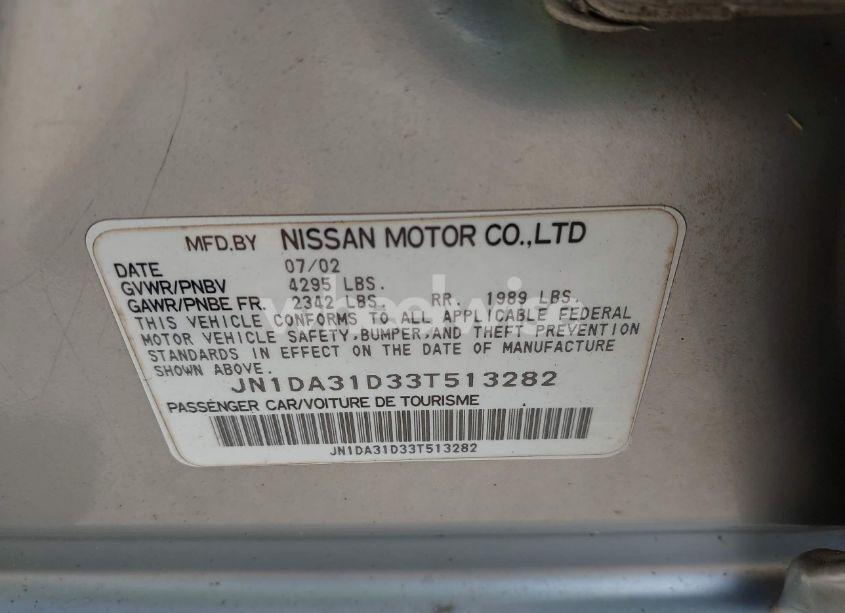 MFD.BY NISSAN MOTOR CO.,LTD
DATE 07/02
GVWR/PNBV 4295 LBS.
GAWR/PNBE FR. 2342 LBS. RR. 1989 LBS.
THIS VEHICLE CONFORMS TO ALL APPLICABLE FEDERAL
MOTOR VEHICLE SAFETY,BUMPER,AND THEFT PREVENTION
STANDARDS IN EFFECT ON THE DATE OF MANUFACTURE
SHOWN ABOVE.
JN1DA31D33T513282
PASSENGER CAR/VOITURE DE TOURISME
JN1DA31D33T513282